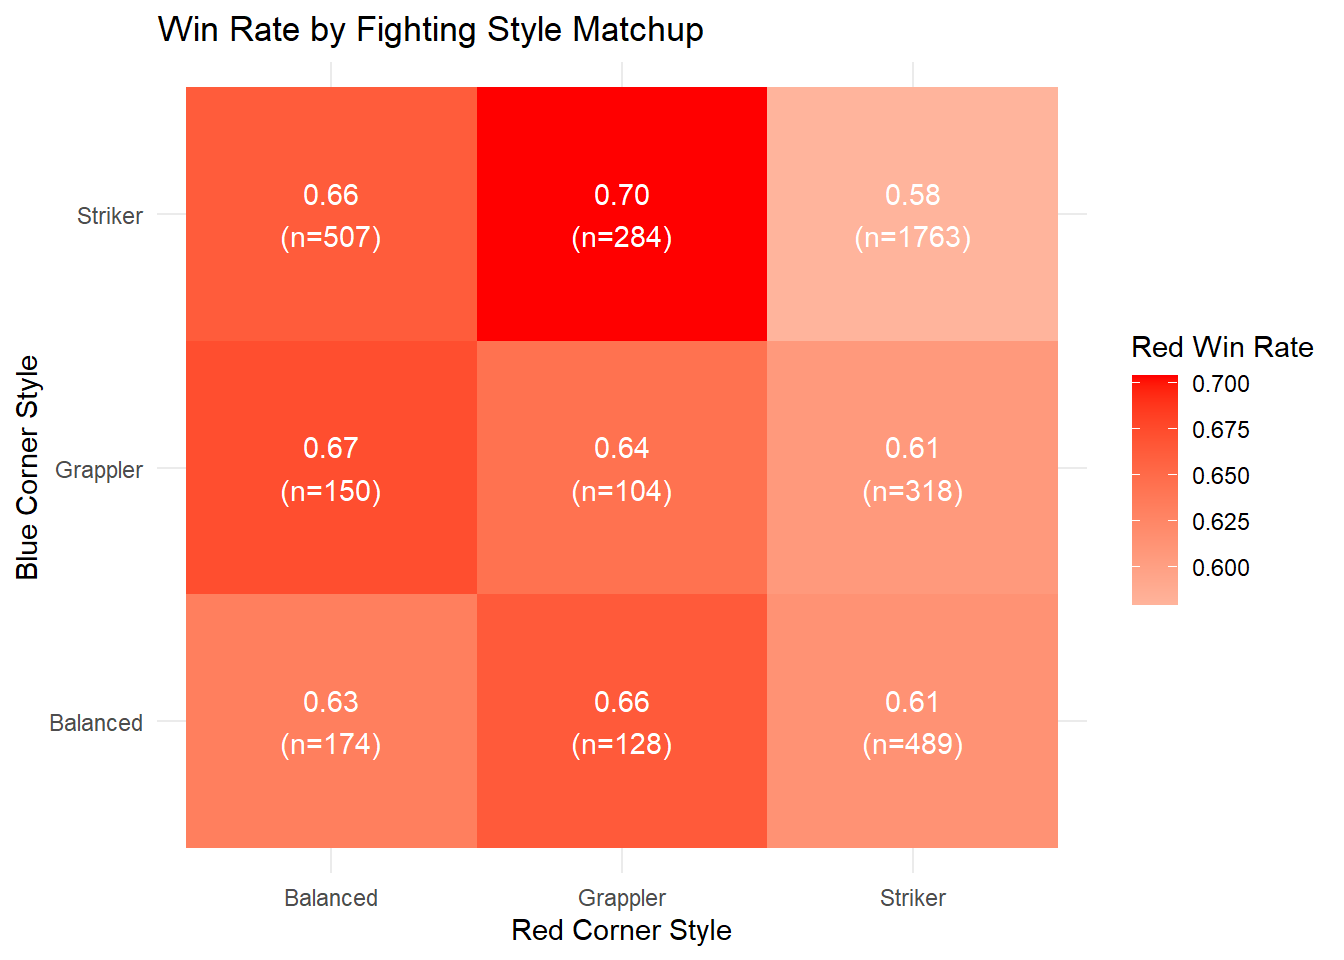 Win Rate by Fighting Style Matchup
Blue Corner Style
Striker
0.66
(n=507)
0.70
(n=284)
0.58
(n=1763)
Grappler
0.67
(n=150)
0.64
(n=104)
0.61
(n=318)
Balanced
0.63
(n=174)
0.66
(n=128)
0.61
(n=489)
Balanced
Grappler
Striker
Red Corner Style
Red Win Rate
0.700
0.675
0.650
0.625
0.600